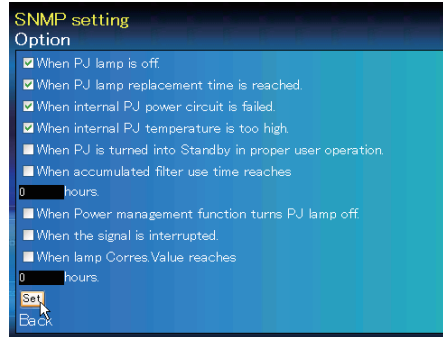 SNMP setting
Option
When PJ lamp is off.
When PJ lamp replacement time is reached.
When internal PJ power circuit is failed.
When internal PJ temperature is too high.
When PJ is turned into Standby in proper user operation.
When accumulated filter use time reaches
0 hours.
When Power management function turns PJ lamp off.
When the signal is interrupted.
When lamp Corres.Value reaches
0 hours.
Set
Back